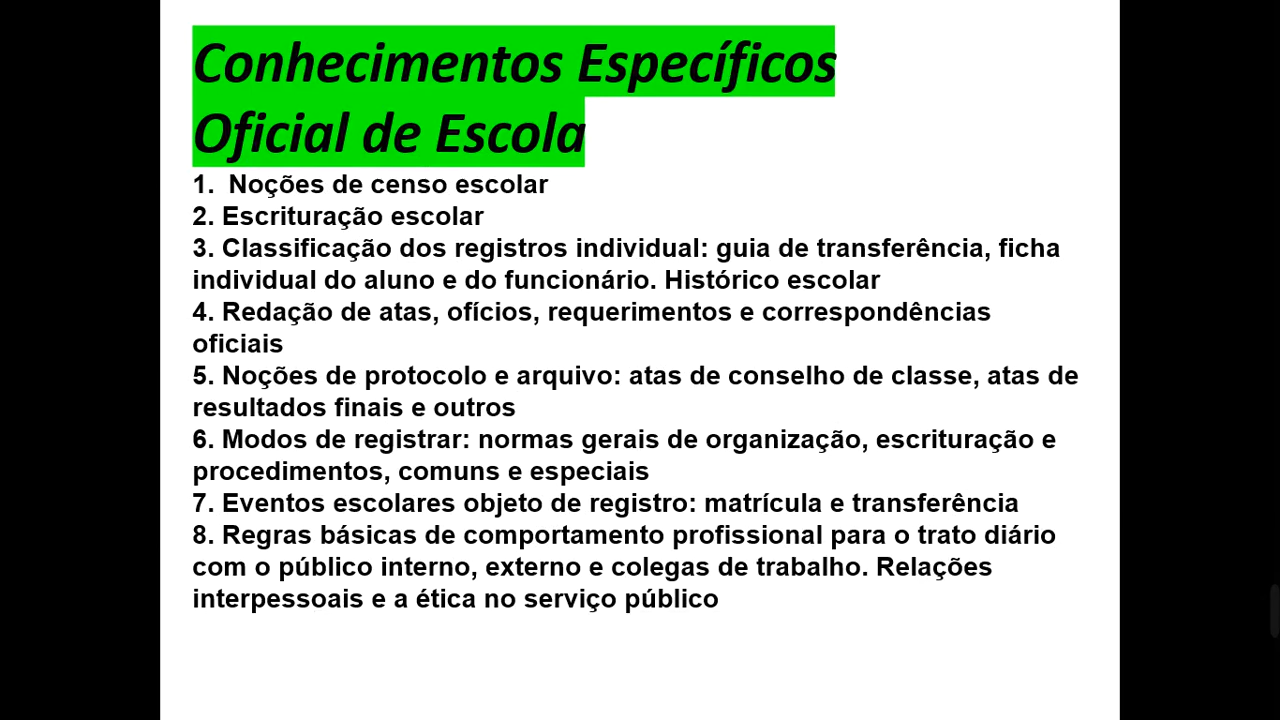 Conhecimentos Específicos
Oficial de Escola
1.  Noções de censo escolar
2. Escrituração escolar
3. Classificação dos registros individual: guia de transferência, ficha
individual do aluno e do funcionário. Histórico escolar
4. Redação de atas, ofícios, requerimentos e correspondências
oficiais
5. Noções de protocolo e arquivo: atas de conselho de classe, atas de
resultados finais e outros
6. Modos de registrar: normas gerais de organização, escrituração e
procedimentos, comuns e especiais
7. Eventos escolares objeto de registro: matrícula e transferência
8. Regras básicas de comportamento profissional para o trato diário
com o público interno, externo e colegas de trabalho. Relações
interpessoais e a ética no serviço público